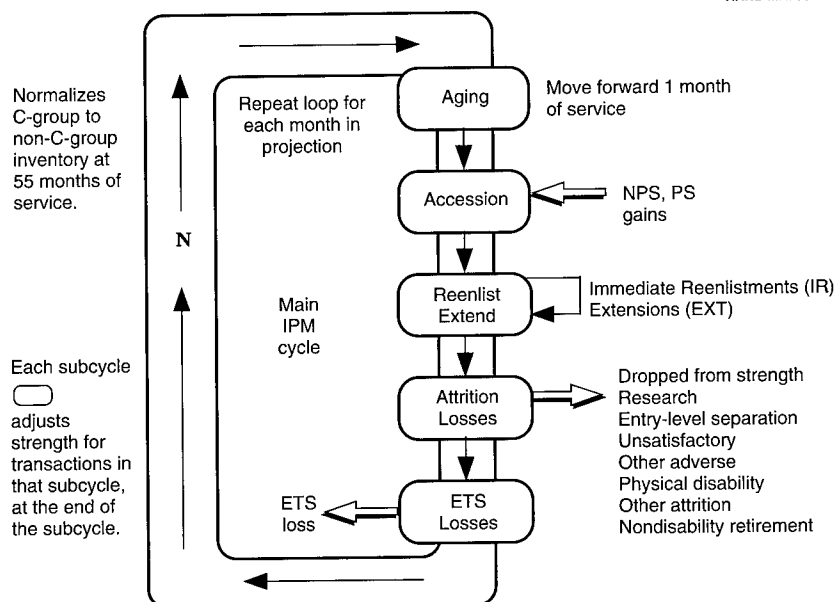 Normalizes
C-group to
non-C-group
inventory at
55 months of
service.
N
Each subcycle
adjusts
strength for
transactions in
that subcycle,
at the end of
the subcycle.
Repeat loop for
each month in
projection
Main
IPM
cycle
Aging
Move forward 1 month
of service
Accession
NPS, PS
gains
Reenlist
Extend
Immediate Reenlistments (IR)
Extensions (EXT)
Attrition
Losses
Dropped from strength
Research
Entry-level separation
Unsatisfactory
Other adverse
Physical disability
Other attrition
Nondisability retirement
ETS
Losses
ETS
loss